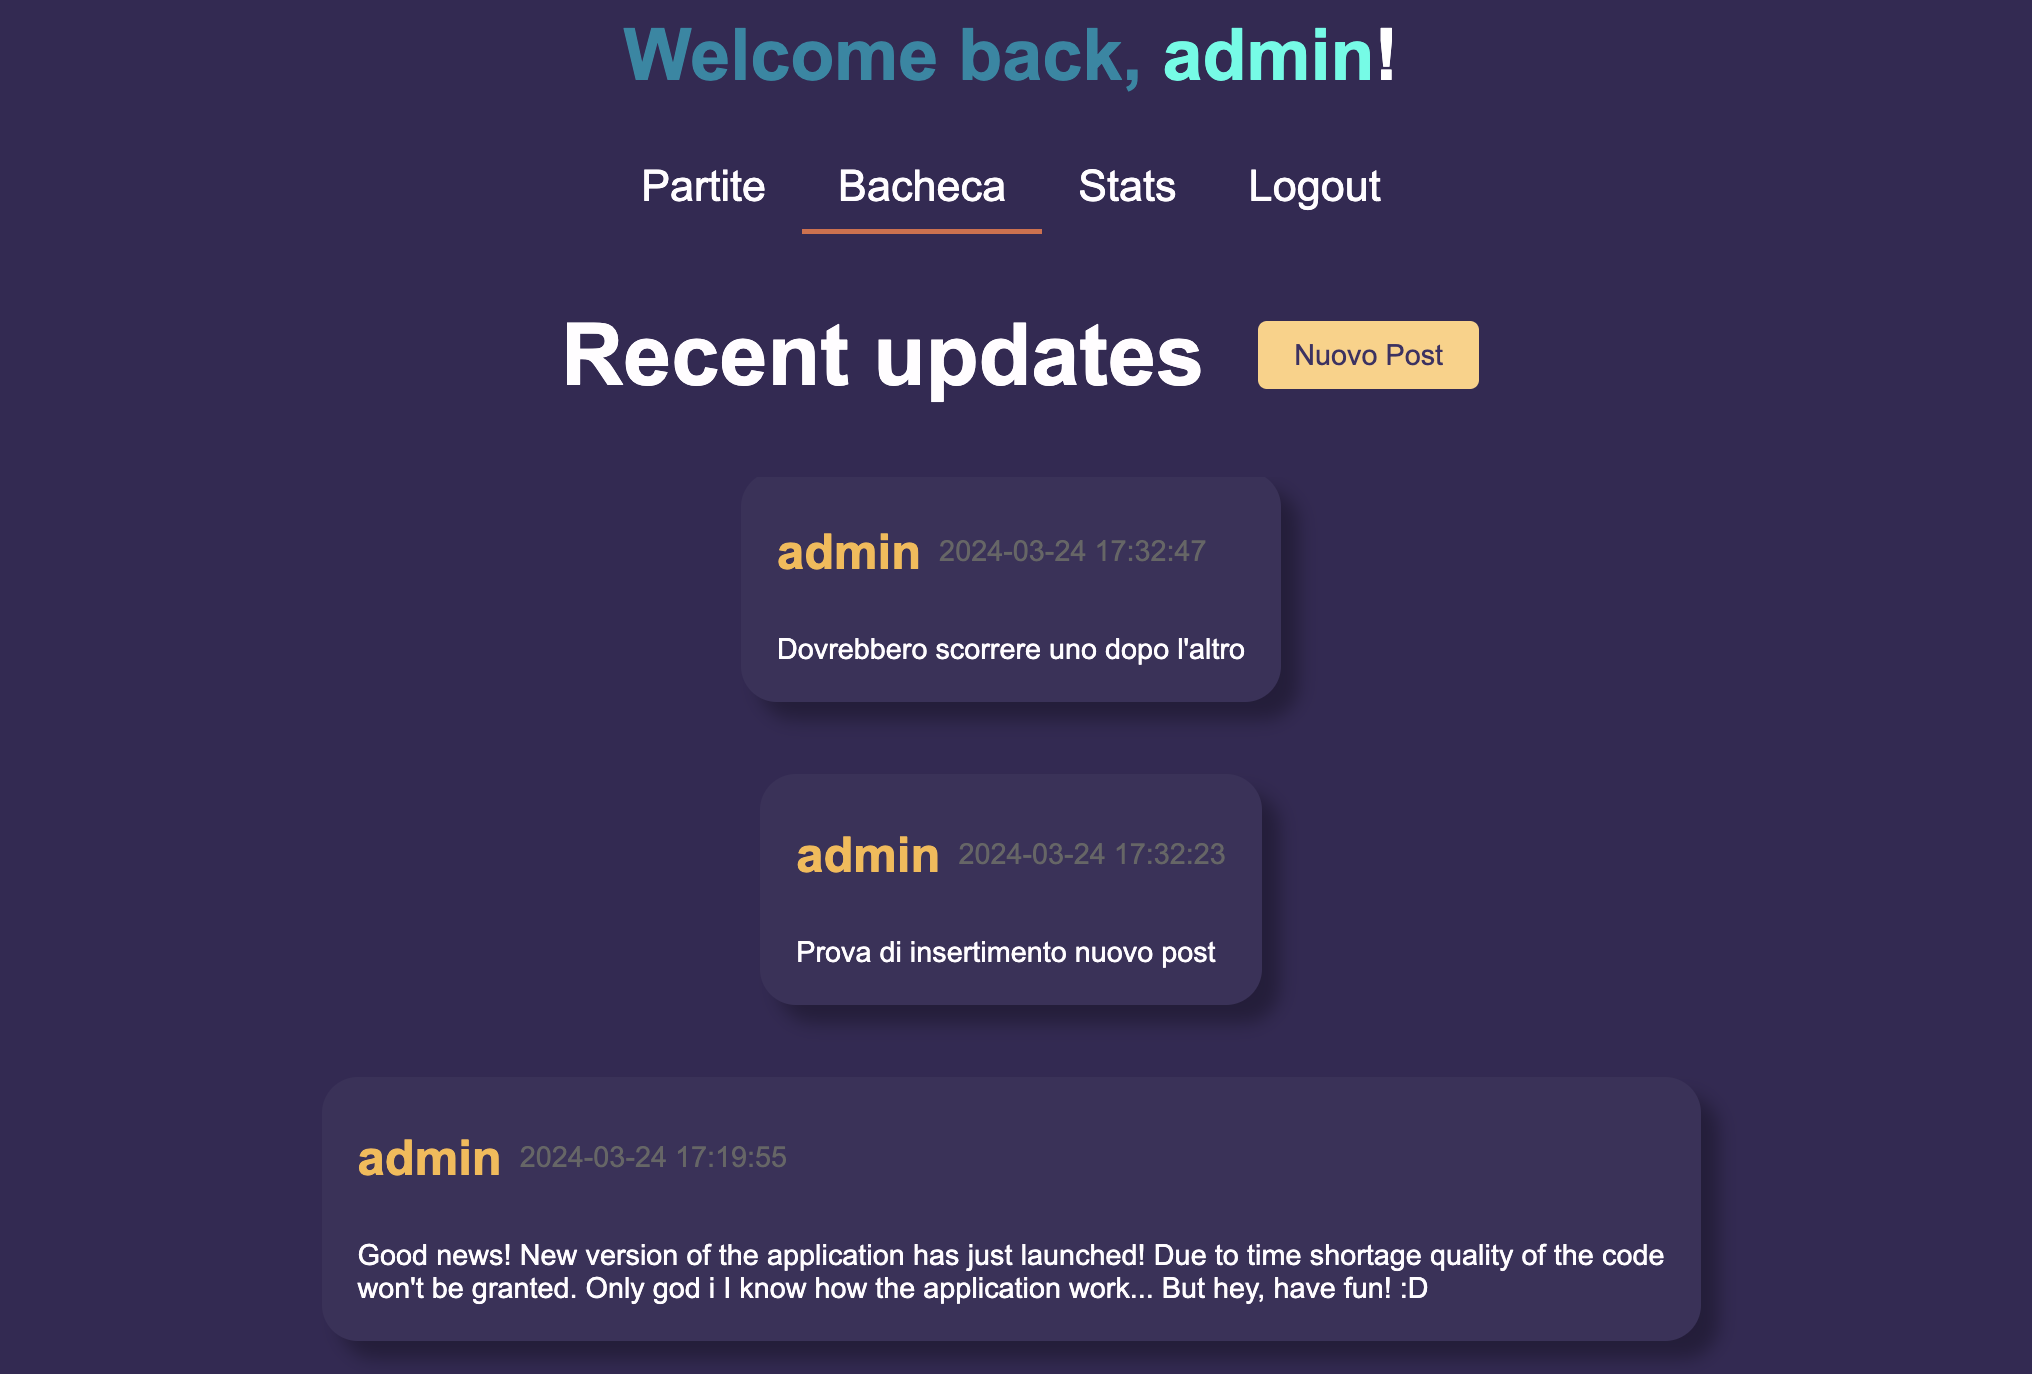 Welcome back, admin!
Partite Bacheca Stats Logout
Recent updates Nuovo Post
admin 2024-03-24 17:32:47
Dovrebbero scorrere uno dopo l'altro
admin 2024-03-24 17:32:23
Prova di insertimento nuovo post
admin 2024-03-24 17:19:55
Good news! New version of the application has just launched! Due to time shortage quality of the code
won't be granted. Only god i I know how the application work... But hey, have fun! :D